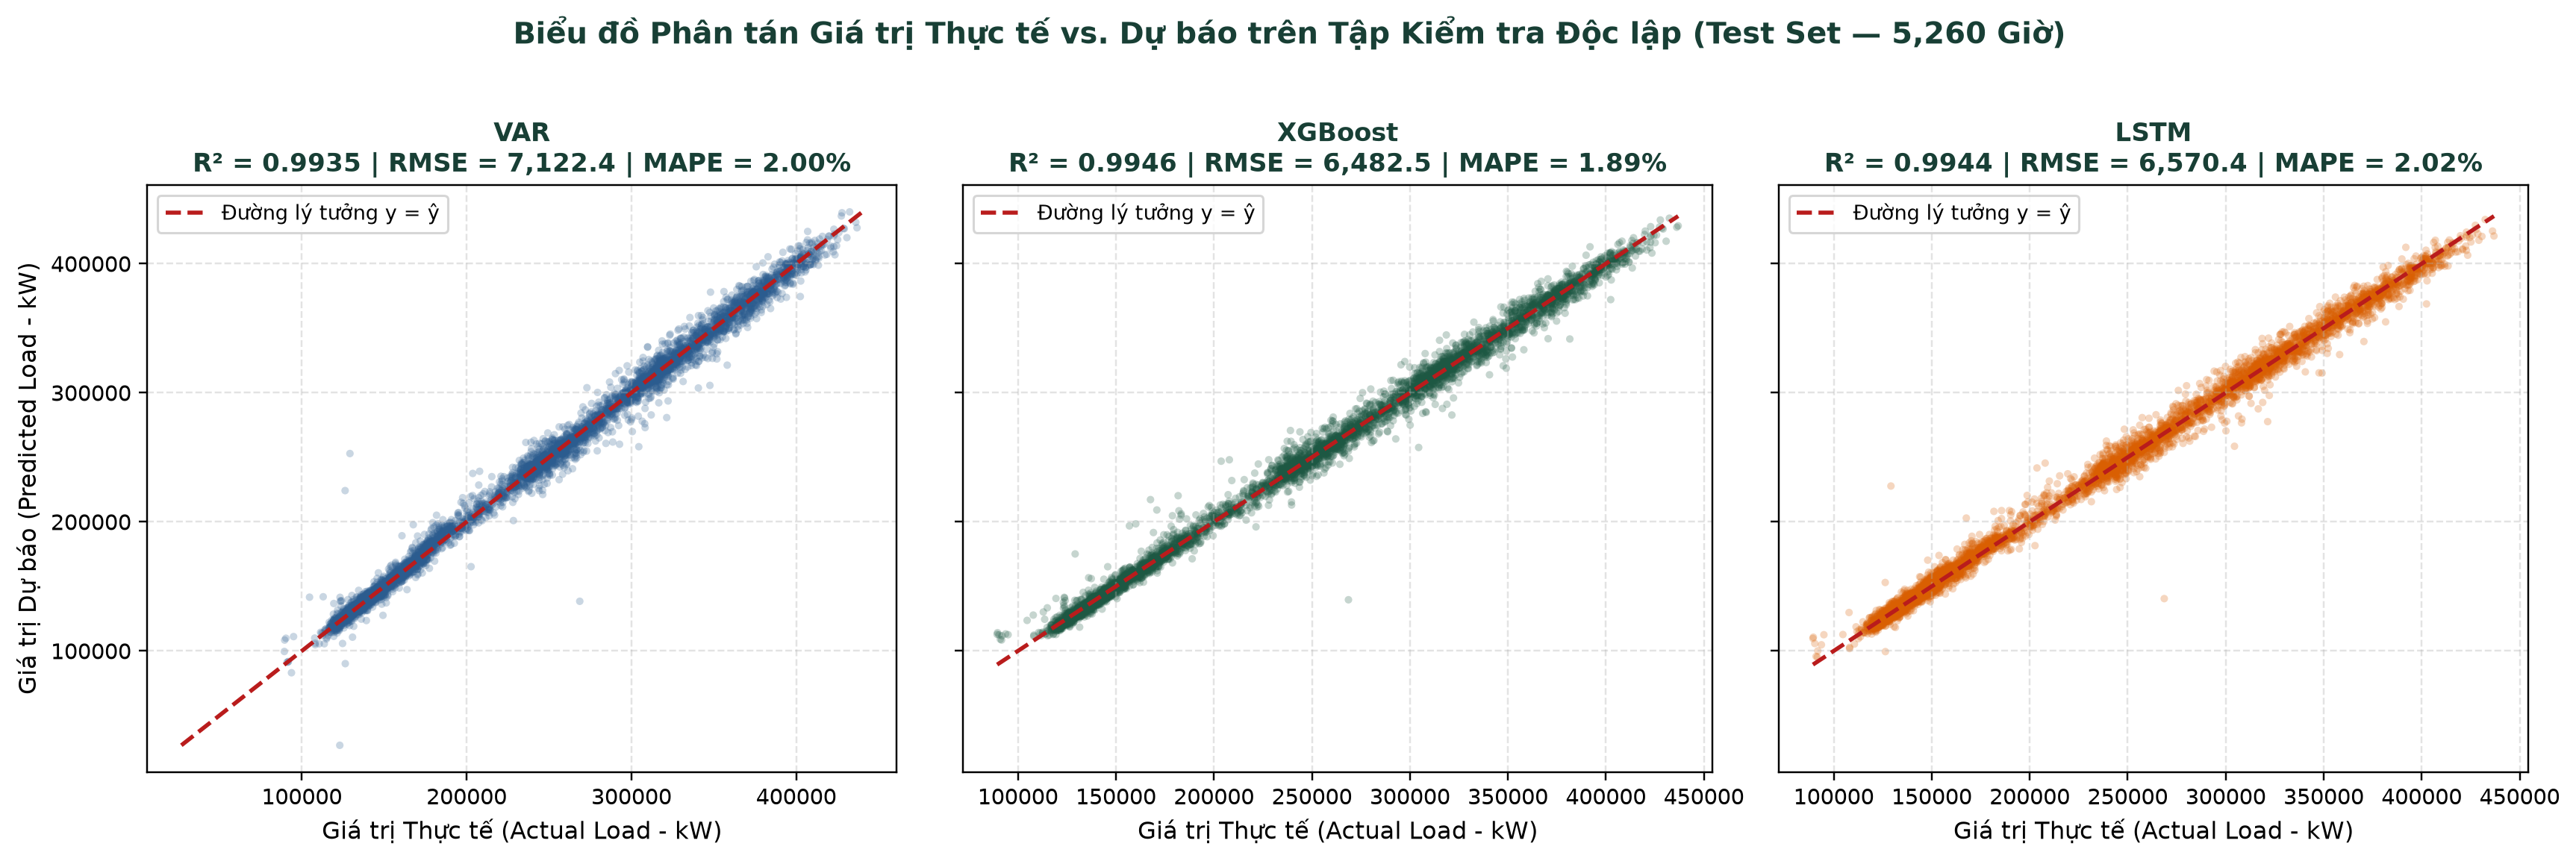 Biểu đồ Phân tán Giá trị Thực tế vs. Dự báo trên Tập Kiểm tra Độc lập (Test Set — 5,260 Giờ)
VAR
R² = 0.9935 | RMSE = 7,122.4 | MAPE = 2.00%
Đường lý tưởng y = ŷ
Giá trị Dự báo (Predicted Load - kW)
400000
300000
200000
100000
100000 200000 300000 400000
Giá trị Thực tế (Actual Load - kW)
XGBoost
R² = 0.9946 | RMSE = 6,482.5 | MAPE = 1.89%
Đường lý tưởng y = ŷ
100000 150000 200000 250000 300000 350000 400000 450000
Giá trị Thực tế (Actual Load - kW)
LSTM
R² = 0.9944 | RMSE = 6,570.4 | MAPE = 2.02%
Đường lý tưởng y = ŷ
100000 150000 200000 250000 300000 350000 400000 450000
Giá trị Thực tế (Actual Load - kW)